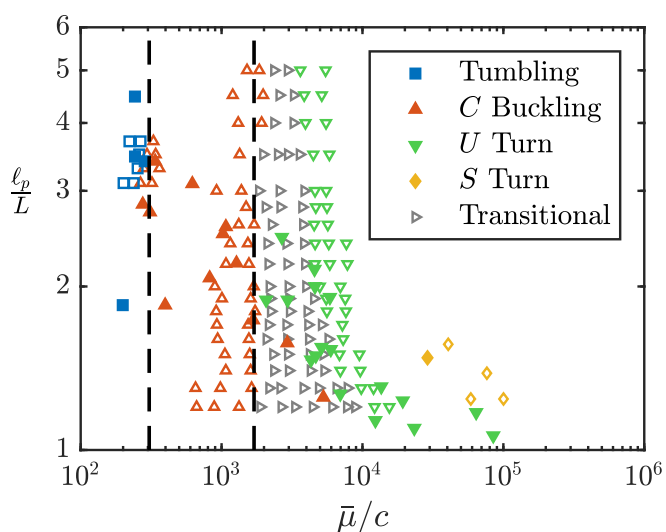 6
5
4
3
2
1
ℓ_p/L
Tumbling
C Buckling
U Turn
S Turn
Transitional
10^2
10^3
10^4
10^5
10^6
μ̄/c